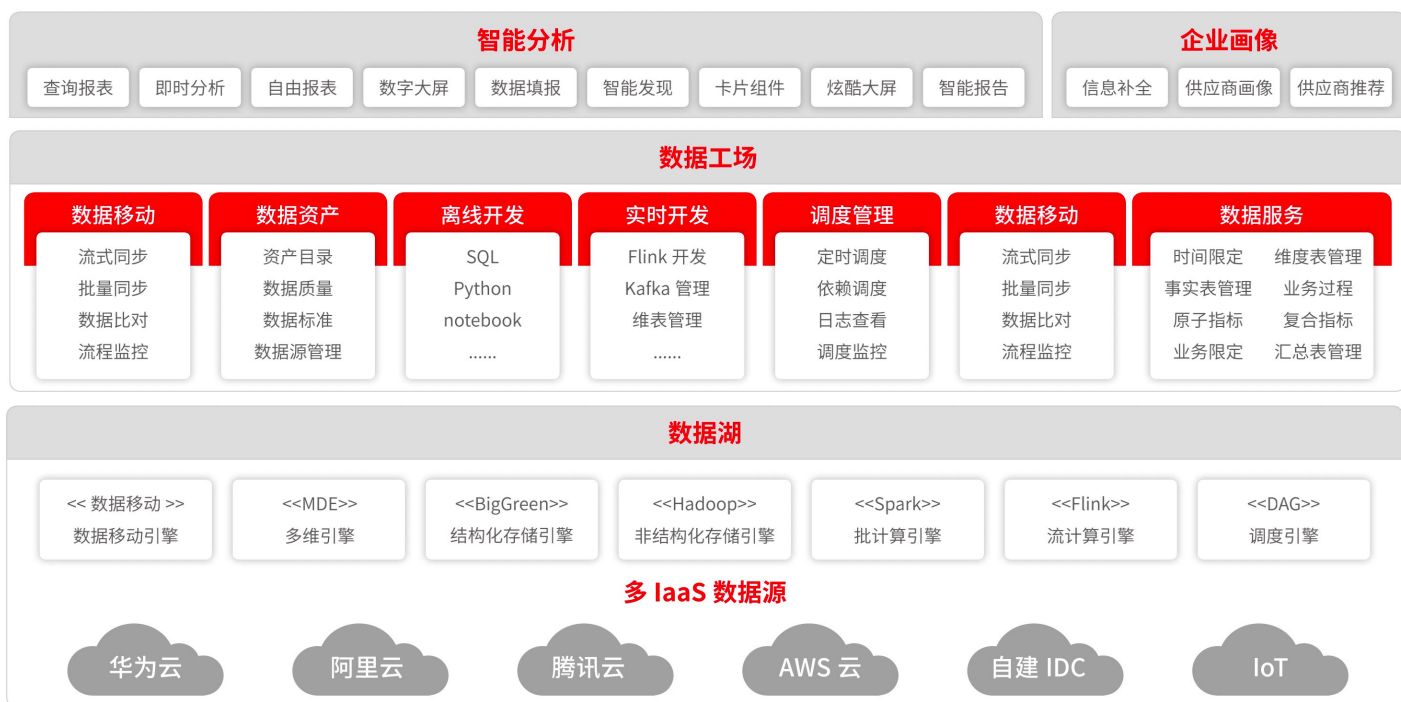 智能分析
查询报表
即时分析
自由报表
数字大屏
数据填报
智能发现
卡片组件
炫酷大屏
智能报告
企业画像
信息补全
供应商画像
供应商推荐
数据工场
数据移动
流式同步
批量同步
数据比对
流程监控
数据资产
资产目录
数据质量
数据标准
数据源管理
离线开发
SQL
Python
notebook
......
实时开发
Flink 开发
Kafka 管理
维表管理
......
调度管理
定时调度
依赖调度
日志查看
调度监控
数据移动
流式同步
批量同步
数据比对
流程监控
数据服务
时间限定 维度表管理
事实表管理 业务过程
原子指标 复合指标
业务限定 汇总表管理
数据湖
<< 数据移动 >>
数据移动引擎
<<MDE>>
多维引擎
<<BigGreen>>
结构化存储引擎
<<Hadoop>>
非结构化存储引擎
<<Spark>>
批计算引擎
<<Flink>>
流计算引擎
<<DAG>>
调度引擎
多 IaaS 数据源
华为云
阿里云
腾讯云
AWS 云
自建 IDC
IoT